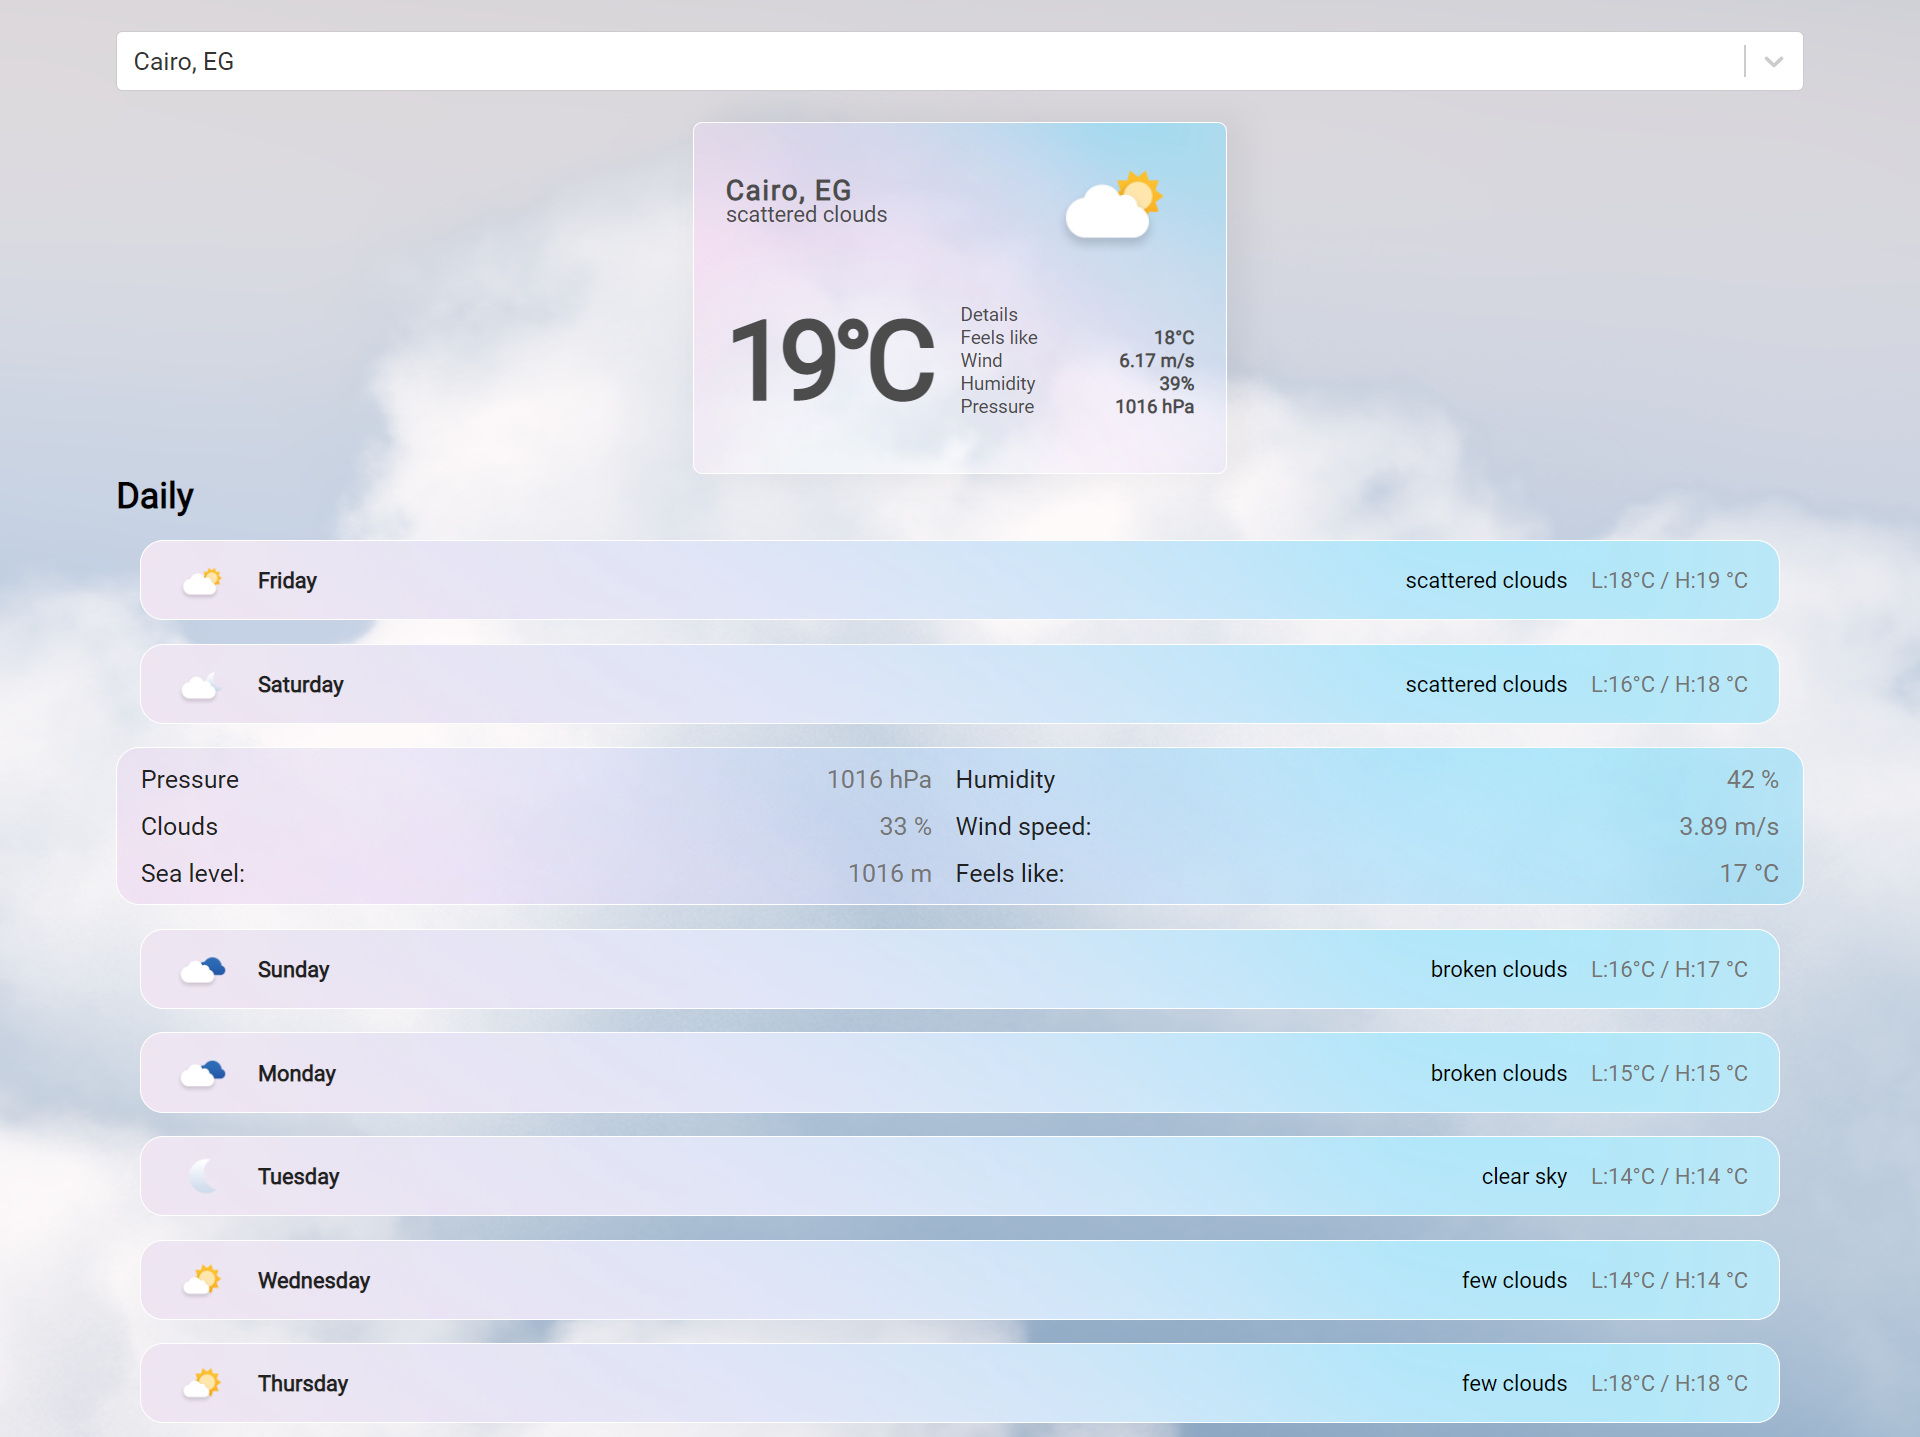 Cairo, EG
Cairo, EG
scattered clouds
19°C
Details
Feels like 18°C
Wind 6.17 m/s
Humidity 39%
Pressure 1016 hPa
Daily
Friday scattered clouds L:18°C / H:19 °C
Saturday scattered clouds L:16°C / H:18 °C
Pressure 1016 hPa Humidity 42 %
Clouds 33 % Wind speed: 3.89 m/s
Sea level: 1016 m Feels like: 17 °C
Sunday broken clouds L:16°C / H:17 °C
Monday broken clouds L:15°C / H:15 °C
Tuesday clear sky L:14°C / H:14 °C
Wednesday few clouds L:14°C / H:14 °C
Thursday few clouds L:18°C / H:18 °C